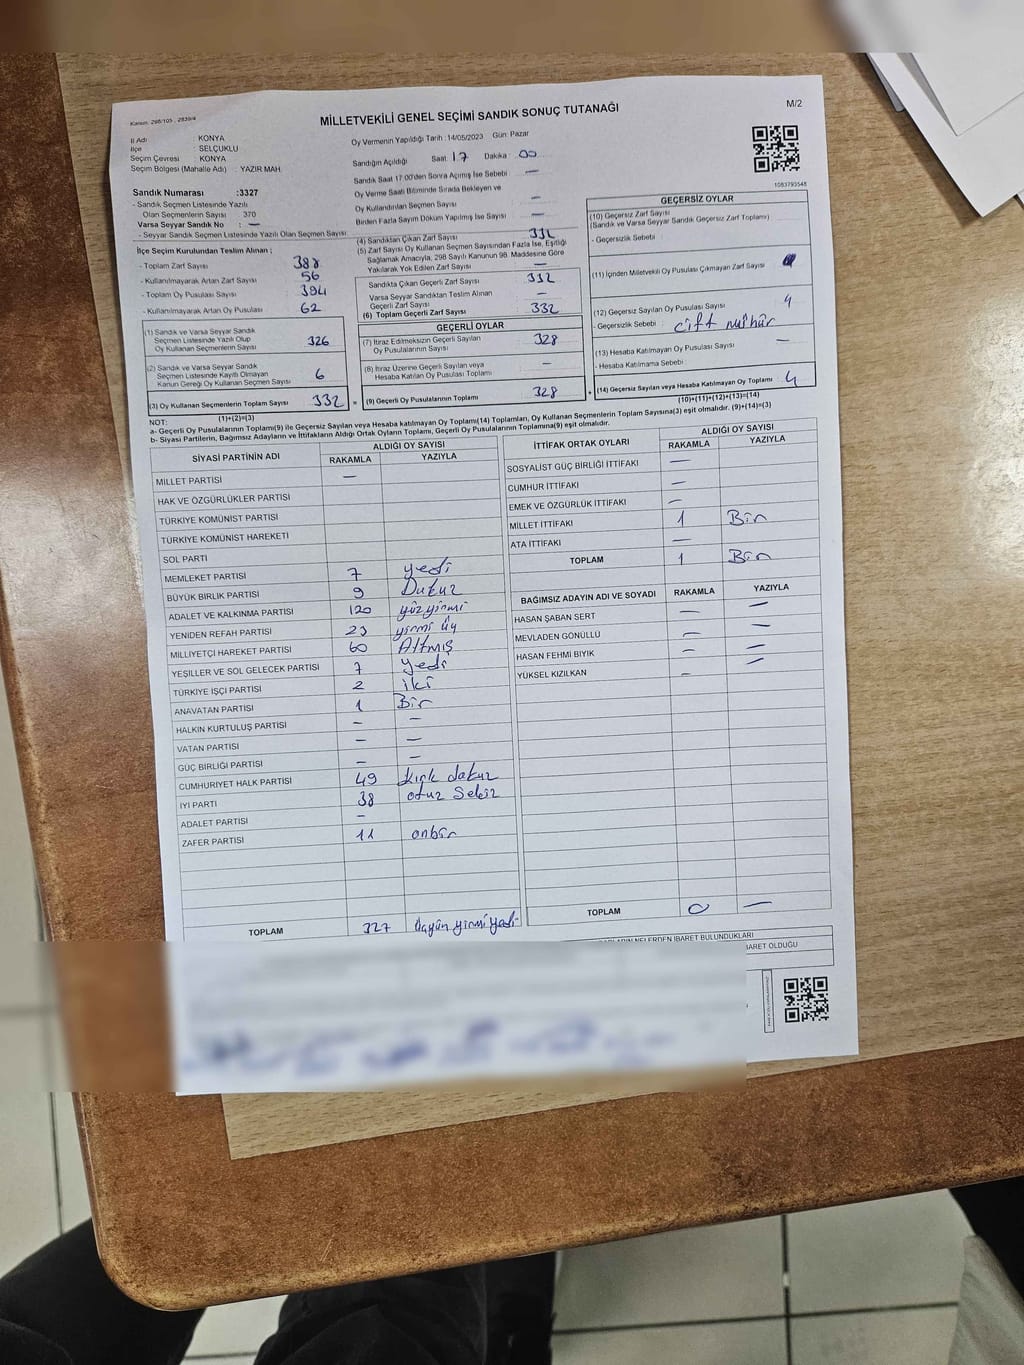 Kanun: 298/105 , 2839/4
MİLLETVEKİLİ GENEL SEÇİMİ SANDIK SONUÇ TUTANAĞI
M/2
İl Adı : KONYA
İlçe : SELÇUKLU
Seçim Çevresi : KONYA
Seçim Bölgesi (Mahalle Adı) : YAZIR MAH.
Sandık Numarası :3327
- Sandık Seçmen Listesinde Yazılı
Olan Seçmenlerin Sayısı : 370
Varsa Seyyar Sandık No : —
- Seyyar Sandık Seçmen Listesinde Yazılı Olan Seçmen Sayısı:
Oy Vermenin Yapıldığı Tarih : 14/05/2023 Gün: Pazar
Sandığın Açıldığı Saat: 17 Dakika : 00
Sandık Saat 17:00'den Sonra Açılmış İse Sebebi —
Oy Verme Saati Bitiminde Sırada Bekleyen ve
Oy Kullandırılan Seçmen Sayısı —
Birden Fazla Sayım Döküm Yapılmış İse Sayısı —
1083793548
İlçe Seçim Kurulundan Teslim Alınan ;
- Toplam Zarf Sayısı 388
- Kullanılmayarak Artan Zarf Sayısı 56
- Toplam Oy Pusulası Sayısı 394
- Kullanılmayarak Artan Oy Pusulası 62
(1) Sandık ve Varsa Seyyar Sandık
Seçmen Listesinde Yazılı Olup
Oy Kullanan Seçmenlerin Sayısı 326
(2) Sandık ve Varsa Seyyar Sandık
Seçmen Listesinde Kayıtlı Olmayan
Kanun Gereği Oy Kullanan Seçmen Sayısı 6
(3) Oy Kullanan Seçmenlerin Toplam Sayısı 332 =
(1)+(2)=(3)
(4) Sandıktan Çıkan Zarf Sayısı 332
(5) Zarf Sayısı Oy Kullanan Seçmen Sayısından Fazla İse, Eşitliği
Sağlamak Amacıyla, 298 Sayılı Kanunun 98. Maddesine Göre
Yakılarak Yok Edilen Zarf Sayısı —
Sandıkta Çıkan Geçerli Zarf Sayısı 332
Varsa Seyyar Sandıktan Teslim Alınan
Geçerli Zarf Sayısı —
(6) Toplam Geçerli Zarf Sayısı 332
GEÇERLİ OYLAR
(7) İtiraz Edilmeksizin Geçerli Sayılan
Oy Pusulalarının Sayısı 328
(8) İtiraz Üzerine Geçerli Sayılan veya
Hesaba Katılan Oy Pusulası Toplamı —
(9) Geçerli Oy Pusulalarının Toplamı 328 +
GEÇERSİZ OYLAR
(10) Geçersiz Zarf Sayısı
(Sandık ve Varsa Seyyar Sandık Geçersiz Zarf Toplamı)
- Geçersizlik Sebebi :
(11) İçinden Milletvekili Oy Pusulası Çıkmayan Zarf Sayısı
(12) Geçersiz Sayılan Oy Pusulası Sayısı 4
- Geçersizlik Sebebi : çift mühür
(13) Hesaba Katılmayan Oy Pusulası Sayısı —
- Hesaba Katılmama Sebebi :
(14) Geçersiz Sayılan veya Hesaba Katılmayan Oy Toplamı 4
(10)+(11)+(12)+(13)=(14)
NOT:
a- Geçerli Oy Pusulalarının Toplamı(9) ile Geçersiz Sayılan veya Hesaba katılmayan Oy Toplamı(14) Toplamları, Oy Kullanan Seçmenlerin Toplam Sayısına(3) eşit olmalıdır. (9)+(14)=(3)
b- Siyasi Partilerin, Bağımsız Adayların ve İttifakların Aldığı Ortak Oyların Toplamı, Geçerli Oy Pusulalarının Toplamına(9) eşit olmalıdır.
SİYASİ PARTİNİN ADI ALDIĞI OY SAYISI
RAKAMLA YAZIYLA
MİLLET PARTİSİ —
HAK VE ÖZGÜRLÜKLER PARTİSİ
TÜRKİYE KOMÜNİST PARTİSİ
TÜRKİYE KOMÜNİST HAREKETİ
SOL PARTİ
MEMLEKET PARTİSİ 7 yedi
BÜYÜK BİRLİK PARTİSİ 9 Dokuz
ADALET VE KALKINMA PARTİSİ 120 yüzyirmi
YENİDEN REFAH PARTİSİ 23 yirmi üç
MİLLİYETÇİ HAREKET PARTİSİ 60 Altmış
YEŞİLLER VE SOL GELECEK PARTİSİ 7 yedi
TÜRKİYE İŞÇİ PARTİSİ 2 iki
ANAVATAN PARTİSİ 1 Bir
HALKIN KURTULUŞ PARTİSİ — —
VATAN PARTİSİ — —
GÜÇ BİRLİĞİ PARTİSİ — —
CUMHURİYET HALK PARTİSİ 49 kırk dokuz
İYİ PARTİ 38 otuz Sekiz
ADALET PARTİSİ —
ZAFER PARTİSİ 11 onbir
TOPLAM 327 üçyüz yirmi yedi
İTTİFAK ORTAK OYLARI ALDIĞI OY SAYISI
RAKAMLA YAZIYLA
SOSYALİST GÜÇ BİRLİĞİ İTTİFAKI —
CUMHUR İTTİFAKI —
EMEK VE ÖZGÜRLÜK İTTİFAKI —
MİLLET İTTİFAKI 1 Bir
ATA İTTİFAKI —
TOPLAM 1 Bir
BAĞIMSIZ ADAYIN ADI VE SOYADI RAKAMLA YAZIYLA
HASAN ŞABAN SERT — —
MEVLADEN GÖNÜLLÜ — —
HASAN FEHMİ BIYIK — —
YÜKSEL KIZILKAN — —
TOPLAM 0 —
NELERDEN İBARET BULUNDUKLARI
İBARET OLDUĞU